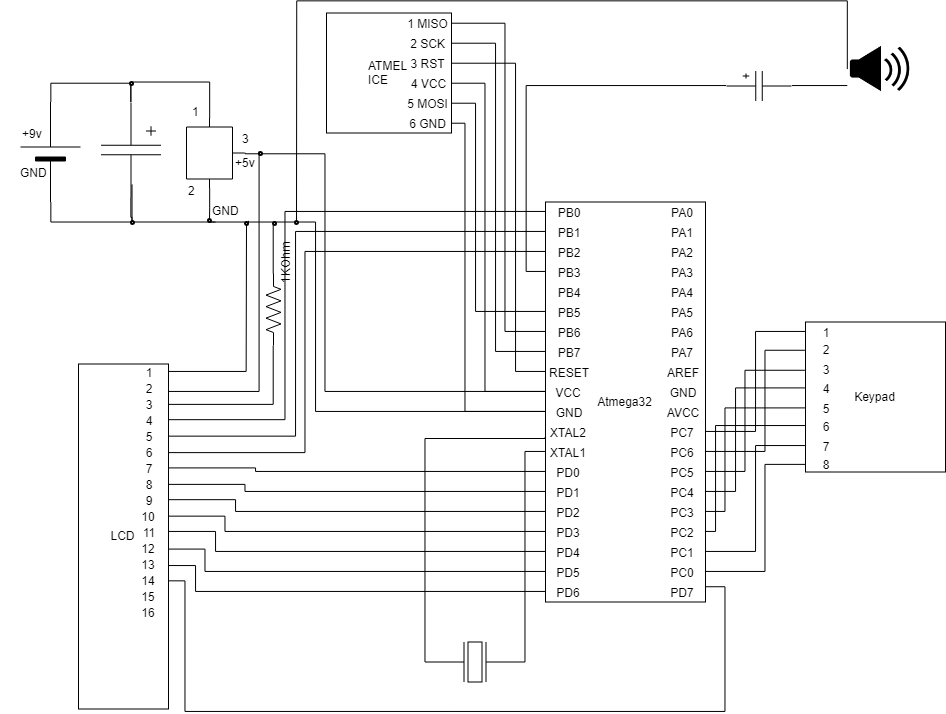 1 MISO
2 SCK
ATMEL 3 RST
ICE
4 VCC
5 MOSI
6 GND
+
+9v
GND
+
1
3
+5v
2
GND
1KOhm
PB0 PA0
PB1 PA1
PB2 PA2
PB3 PA3
PB4 PA4
PB5 PA5
PB6 PA6
PB7 PA7
RESET AREF
VCC GND
Atmega32
GND AVCC
XTAL2 PC7
XTAL1 PC6
PD0 PC5
PD1 PC4
PD2 PC3
PD3 PC2
PD4 PC1
PD5 PC0
PD6 PD7
1
2
3
4
Keypad
5
6
7
8
1
2
3
4
5
6
7
8
9
10
LCD
11
12
13
14
15
16